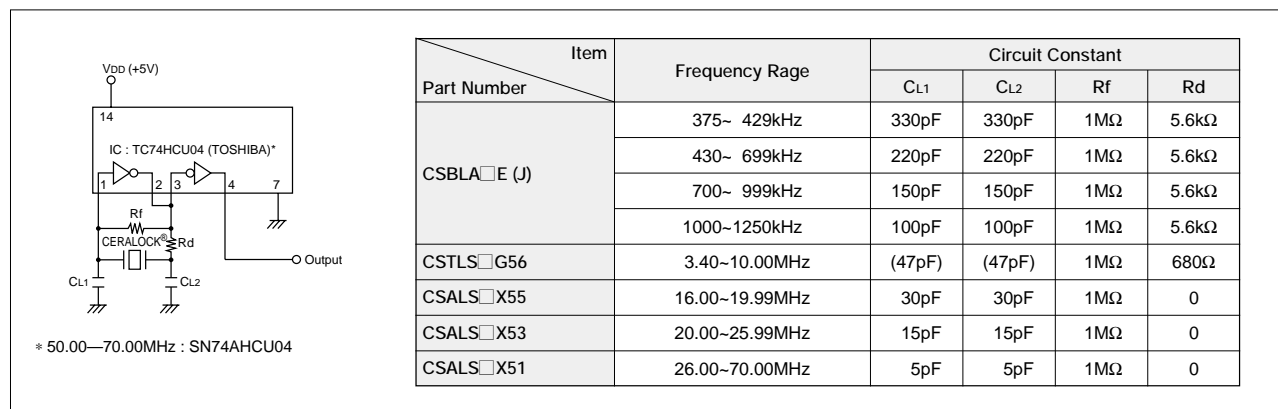 VDD (+5V)
14
IC : TC74HCU04 (TOSHIBA)*
1 2 3 4 7
Rf
CERALOCK® Rd
Output
CL1 CL2
* 50.00—70.00MHz : SN74AHCU04
Item
Part Number
Frequency Rage
Circuit Constant
CL1 CL2 Rf Rd
CSBLA□E (J)
375~ 429kHz 330pF 330pF 1MΩ 5.6kΩ
430~ 699kHz 220pF 220pF 1MΩ 5.6kΩ
700~ 999kHz 150pF 150pF 1MΩ 5.6kΩ
1000~1250kHz 100pF 100pF 1MΩ 5.6kΩ
CSTLS□G56 3.40~10.00MHz (47pF) (47pF) 1MΩ 680Ω
CSALS□X55 16.00~19.99MHz 30pF 30pF 1MΩ 0
CSALS□X53 20.00~25.99MHz 15pF 15pF 1MΩ 0
CSALS□X51 26.00~70.00MHz 5pF 5pF 1MΩ 0